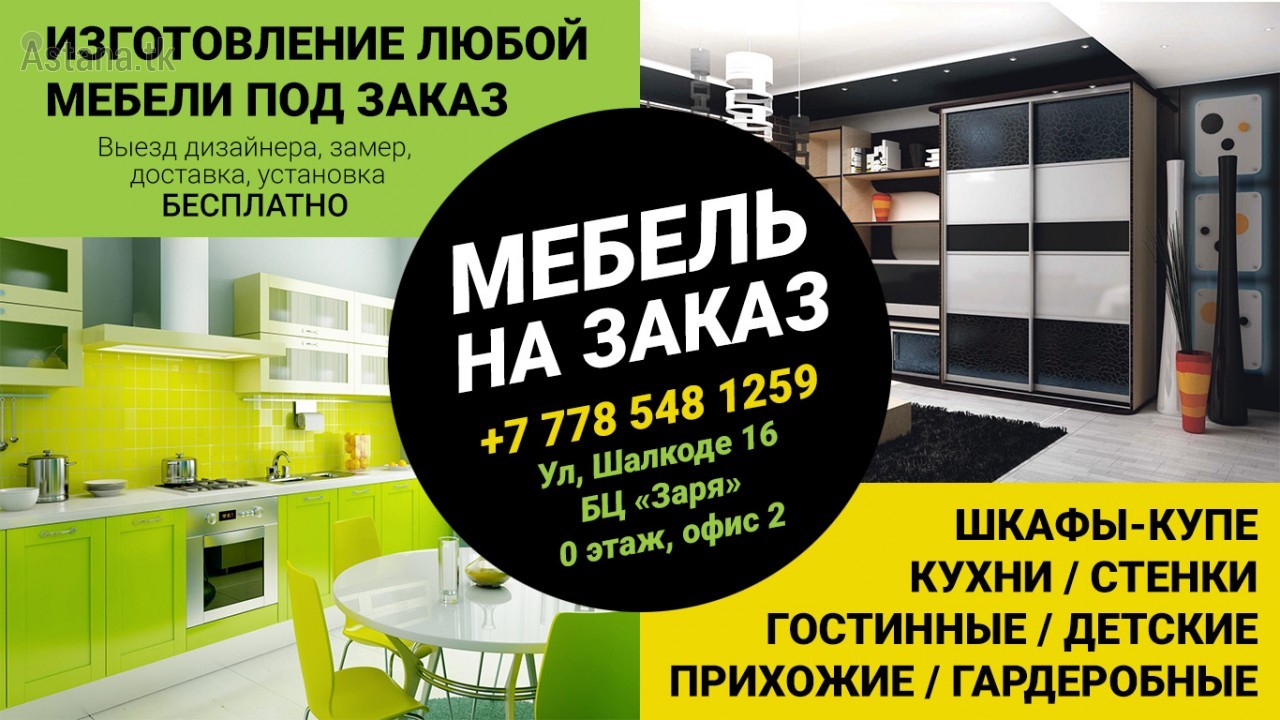 ИЗГОТОВЛЕНИЕ ЛЮБОЙ
Astana.tk
МЕБЕЛИ ПОД ЗАКАЗ
Выезд дизайнера, замер,
доставка, установка
БЕСПЛАТНО
МЕБЕЛЬ
НА ЗАКАЗ
+7 778 548 1259
Ул, Шалкоде 16
БЦ «Заря»
0 этаж, офис 2
ШКАФЫ-КУПЕ
КУХНИ / СТЕНКИ
ГОСТИННЫЕ / ДЕТСКИЕ
ПРИХОЖИЕ / ГАРДЕРОБНЫЕ